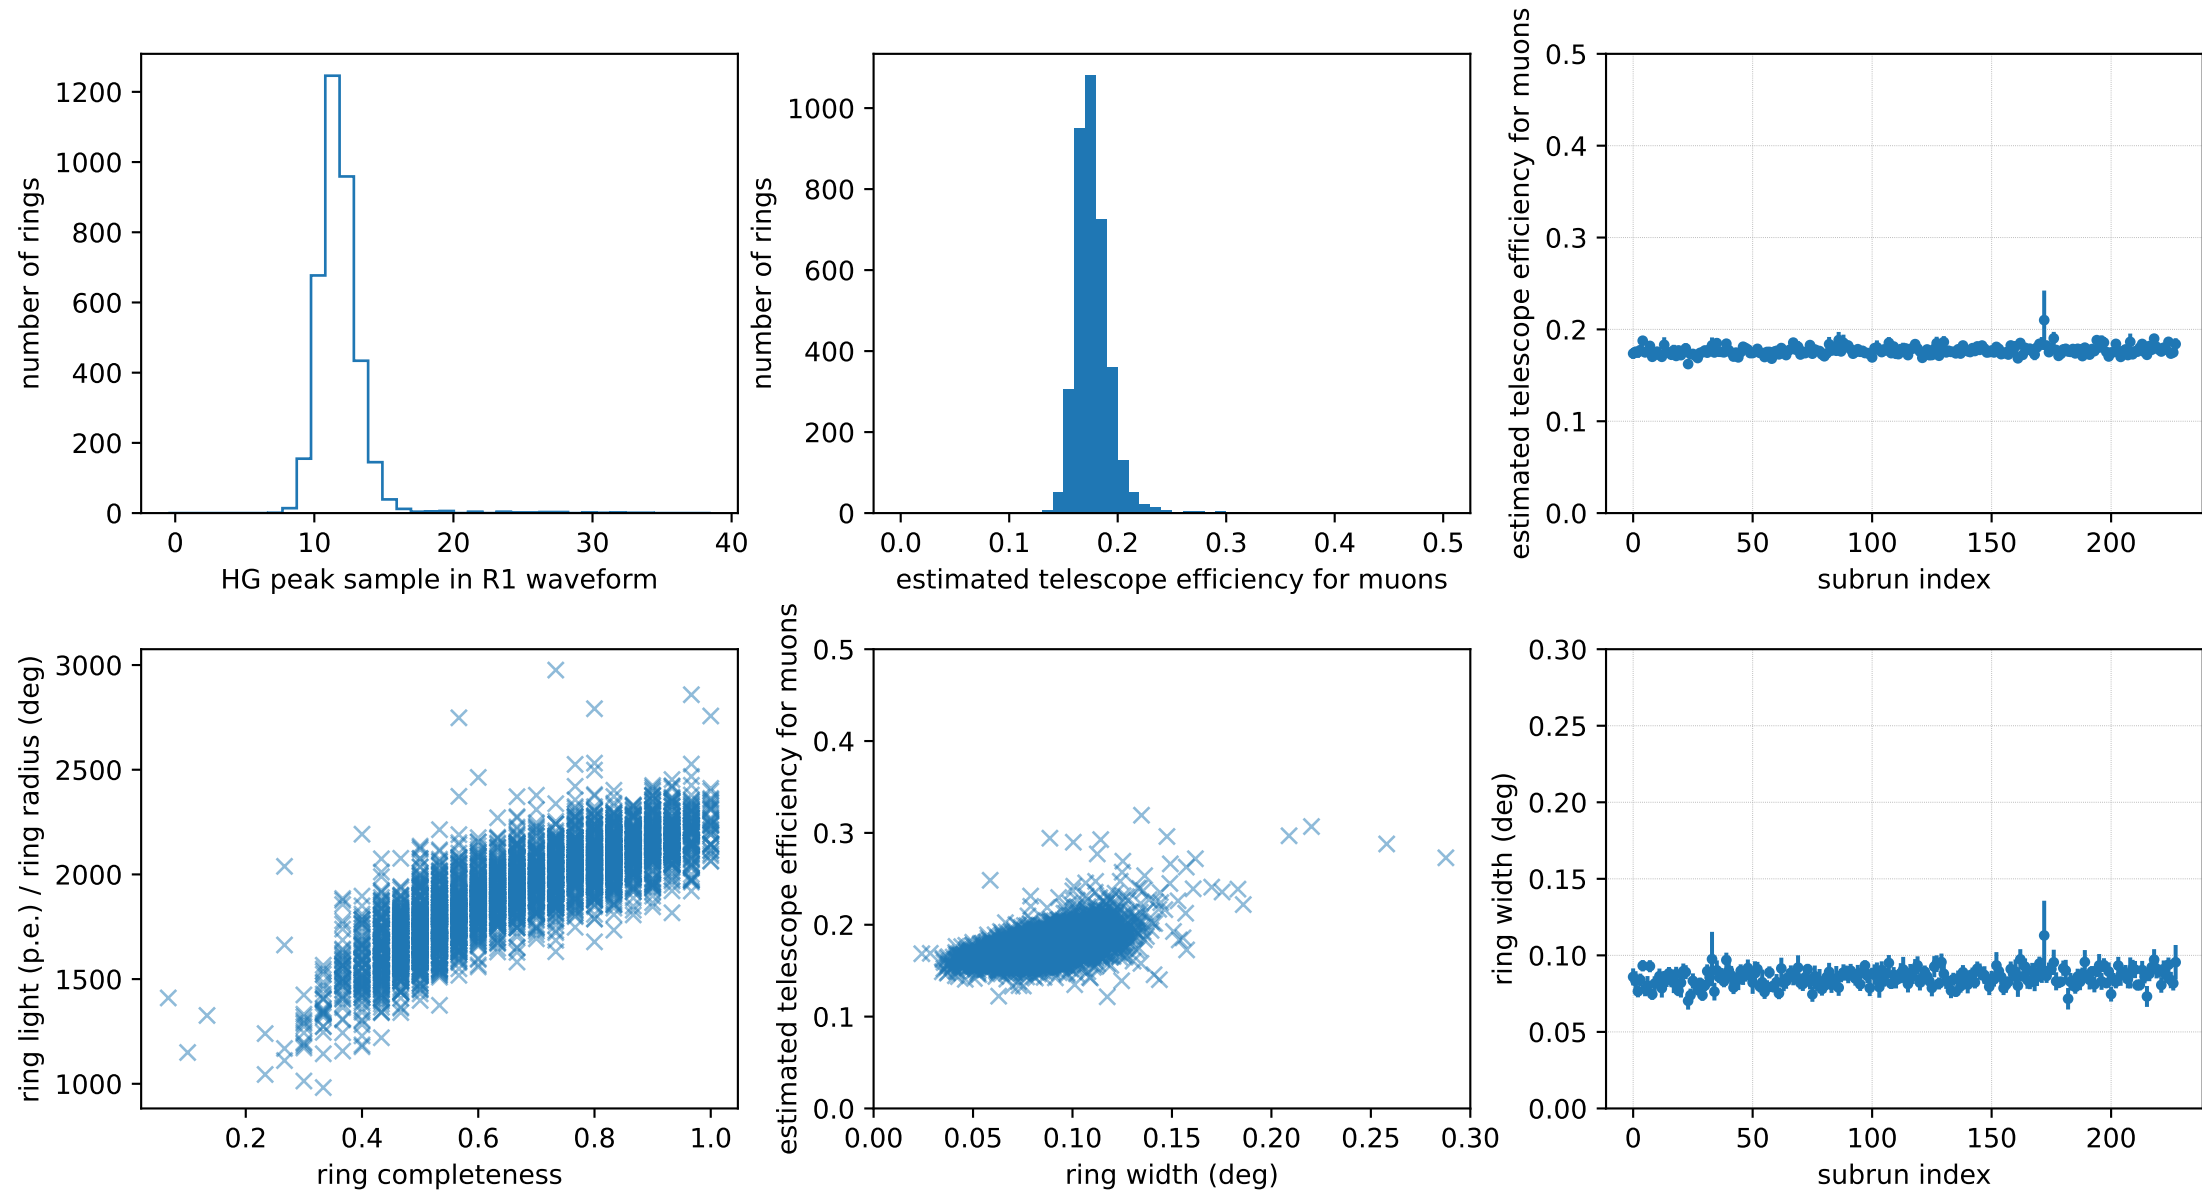 number of rings
1200
1000
800
600
400
200
0
0 10 20 30 40
HG peak sample in R1 waveform
number of rings
1000
800
600
400
200
0
0.0 0.1 0.2 0.3 0.4 0.5
estimated telescope efficiency for muons
estimated telescope efficiency for muons
0.5
0.4
0.3
0.2
0.1
0.0
0 50 100 150 200
subrun index
ring light (p.e.) / ring radius (deg)
3000
2500
2000
1500
1000
0.2 0.4 0.6 0.8 1.0
ring completeness
estimated telescope efficiency for muons
0.5
0.4
0.3
0.2
0.1
0.0
0.00 0.05 0.10 0.15 0.20 0.25 0.30
ring width (deg)
ring width (deg)
0.30
0.25
0.20
0.15
0.10
0.05
0.00
0 50 100 150 200
subrun index